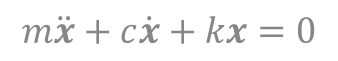 mẍ + cẋ + kx = 0